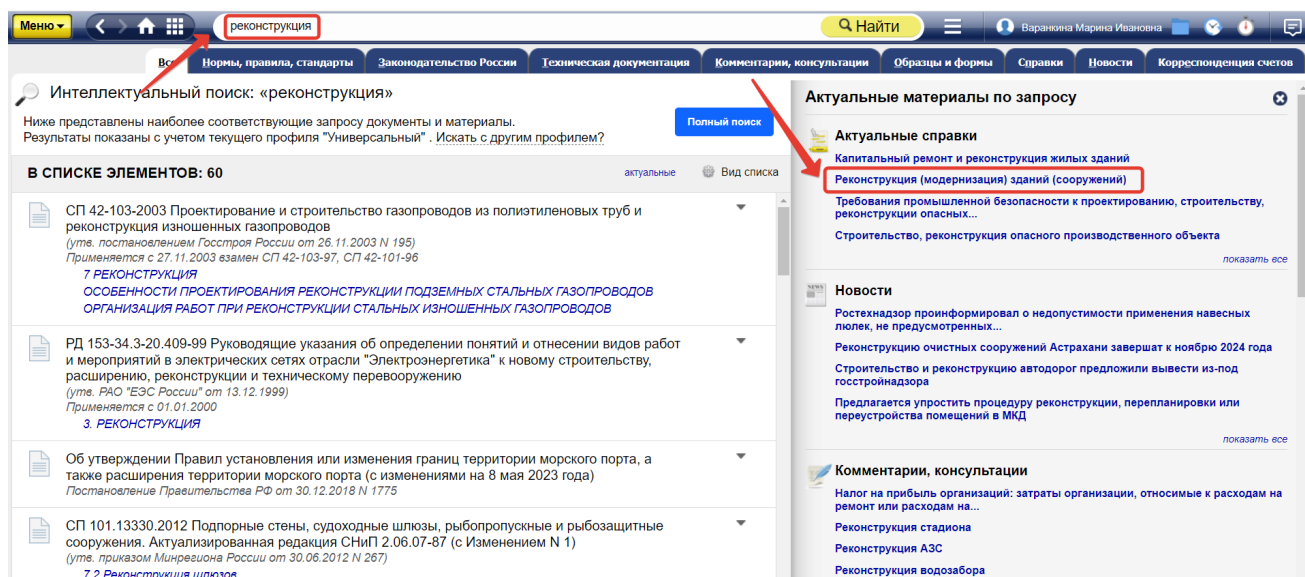 Меню
реконструкция
Найти
Варанкина Марина Ивановна
Все
Нормы, правила, стандарты
Законодательство России
Техническая документация
Комментарии, консультации
Образцы и формы
Справки
Новости
Корреспонденция счетов
Интеллектуальный поиск: «реконструкция»
Ниже представлены наиболее соответствующие запросу документы и материалы.
Результаты показаны с учетом текущего профиля "Универсальный" . Искать с другим профилем?
Полный поиск
В СПИСКЕ ЭЛЕМЕНТОВ: 60
актуальные
Вид списка
СП 42-103-2003 Проектирование и строительство газопроводов из полиэтиленовых труб и
реконструкция изношенных газопроводов
(утв. постановлением Госстроя России от 26.11.2003 N 195)
Применяется с 27.11.2003 взамен СП 42-103-97, СП 42-101-96
7 РЕКОНСТРУКЦИЯ
ОСОБЕННОСТИ ПРОЕКТИРОВАНИЯ РЕКОНСТРУКЦИИ ПОДЗЕМНЫХ СТАЛЬНЫХ ГАЗОПРОВОДОВ
ОРГАНИЗАЦИЯ РАБОТ ПРИ РЕКОНСТРУКЦИИ СТАЛЬНЫХ ИЗНОШЕННЫХ ГАЗОПРОВОДОВ
РД 153-34.3-20.409-99 Руководящие указания об определении понятий и отнесении видов работ
и мероприятий в электрических сетях отрасли "Электроэнергетика" к новому строительству,
расширению, реконструкции и техническому перевооружению
(утв. РАО "ЕЭС России" от 13.12.1999)
Применяется с 01.01.2000
3. РЕКОНСТРУКЦИЯ
Об утверждении Правил установления или изменения границ территории морского порта, а
также расширения территории морского порта (с изменениями на 8 мая 2023 года)
Постановление Правительства РФ от 30.12.2018 N 1775
СП 101.13330.2012 Подпорные стены, судоходные шлюзы, рыбопропускные и рыбозащитные
сооружения. Актуализированная редакция СНиП 2.06.07-87 (с Изменением N 1)
(утв. приказом Минрегиона России от 30.06.2012 N 267)
7.2 Реконструкция шлюзов
Актуальные материалы по запросу
Актуальные справки
Капитальный ремонт и реконструкция жилых зданий
Реконструкция (модернизация) зданий (сооружений)
Требования промышленной безопасности к проектированию, строительству,
реконструкции опасных...
Строительство, реконструкция опасного производственного объекта
показать все
NEWS
Новости
Ростехнадзор проинформировал о недопустимости применения навесных
люлек, не предусмотренных...
Реконструкцию очистных сооружений Астрахани завершат к ноябрю 2024 года
Строительство и реконструкцию автодорог предложили вывести из-под
госстройнадзора
Предлагается упростить процедуру реконструкции, перепланировки или
переустройства помещений в МКД
показать все
Комментарии, консультации
Налог на прибыль организаций: затраты организации, относимые к расходам на
ремонт или расходам на...
Реконструкция стадиона
Реконструкция АЗС
Реконструкция водозабора